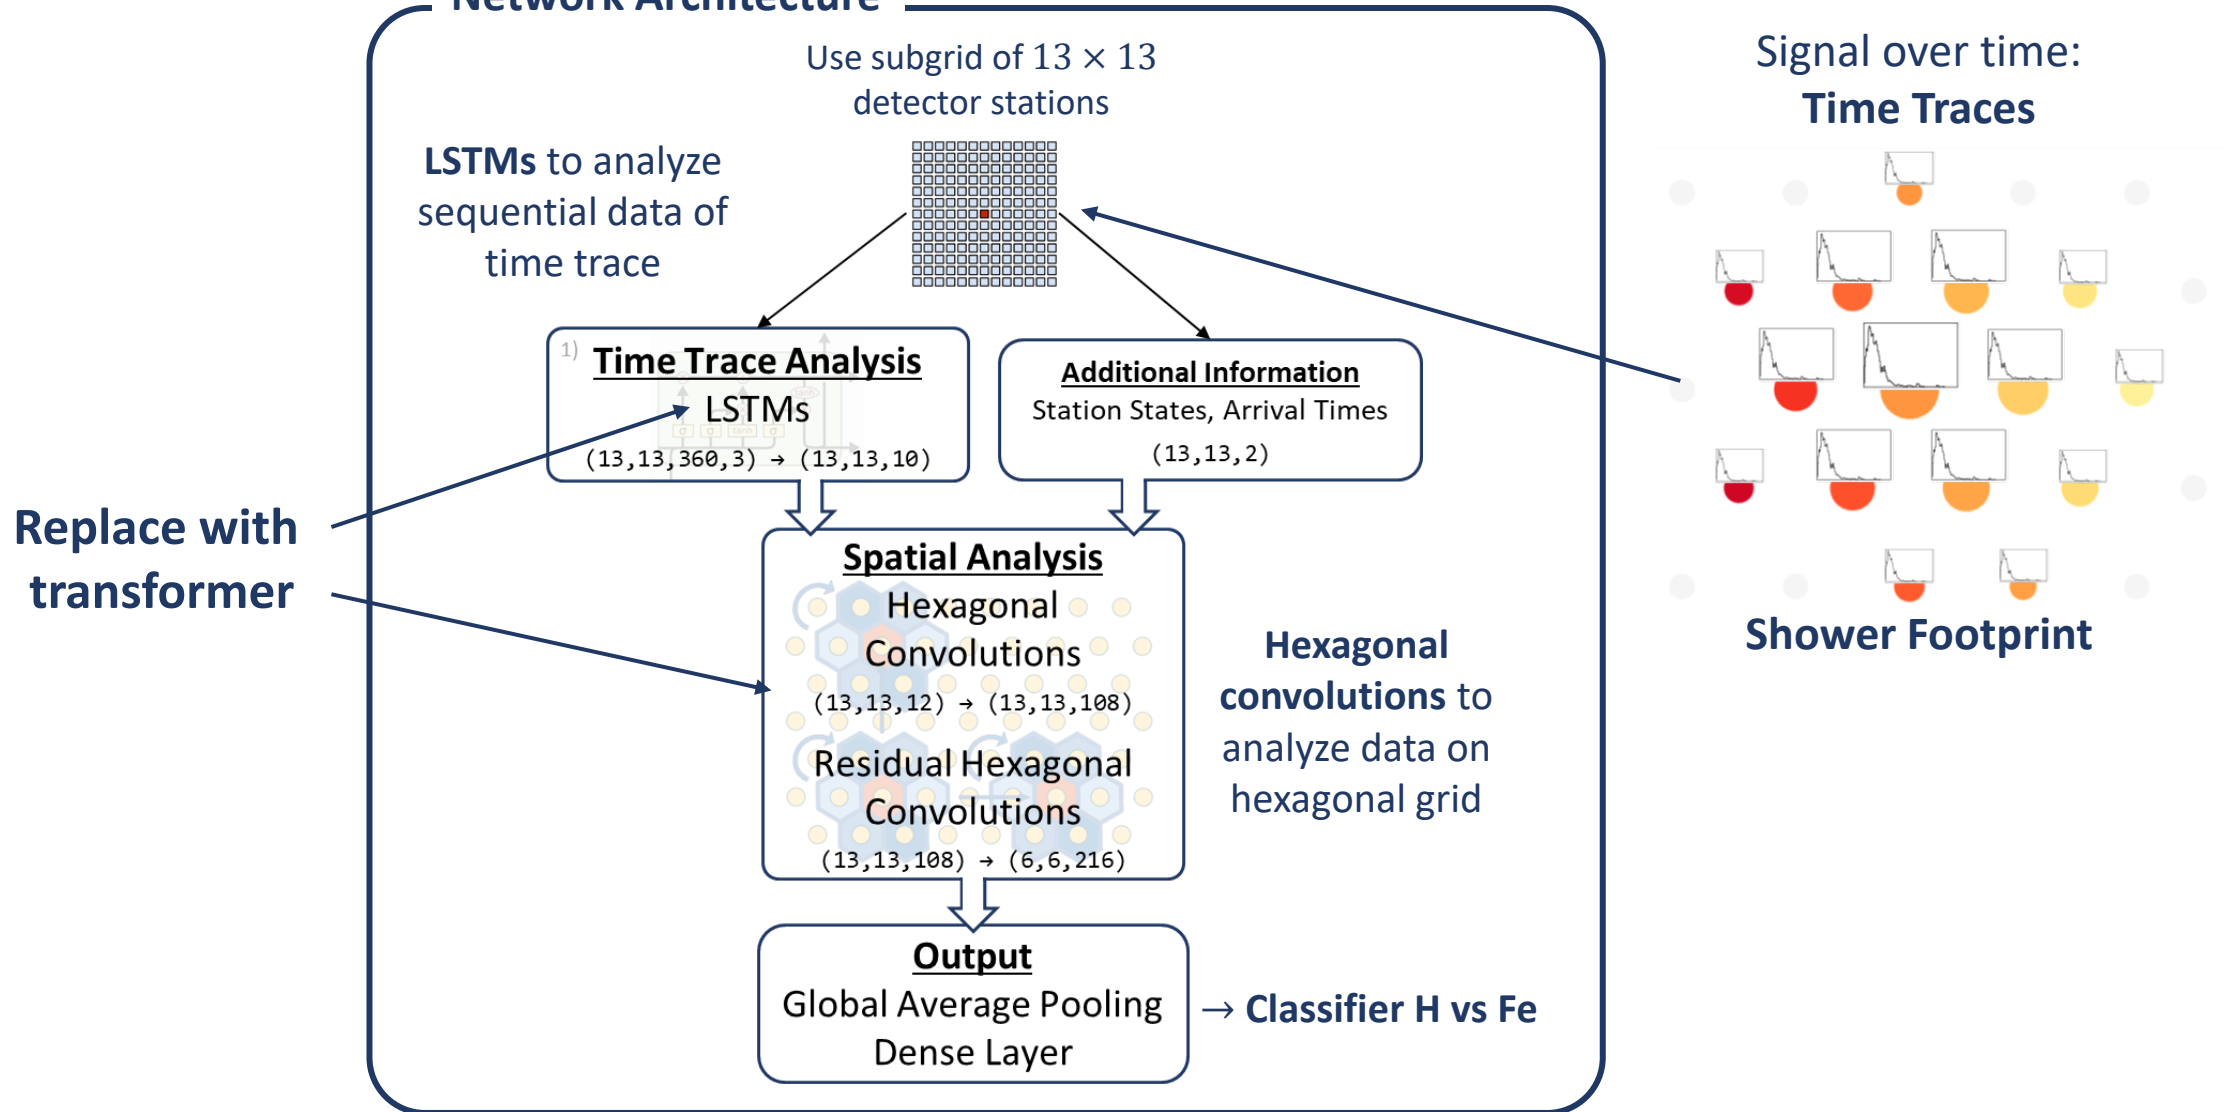 Network Architecture
Use subgrid of 13 × 13
detector stations
LSTMs to analyze
sequential data of
time trace
1)
Time Trace Analysis
LSTMs
(13,13,360,3) → (13,13,10)
Additional Information
Station States, Arrival Times
(13,13,2)
Replace with
transformer
Spatial Analysis
Hexagonal
Convolutions
(13,13,12) → (13,13,108)
Residual Hexagonal
Convolutions
(13,13,108) → (6,6,216)
Hexagonal
convolutions to
analyze data on
hexagonal grid
Output
Global Average Pooling
Dense Layer
→ Classifier H vs Fe
Signal over time:
Time Traces
Shower Footprint